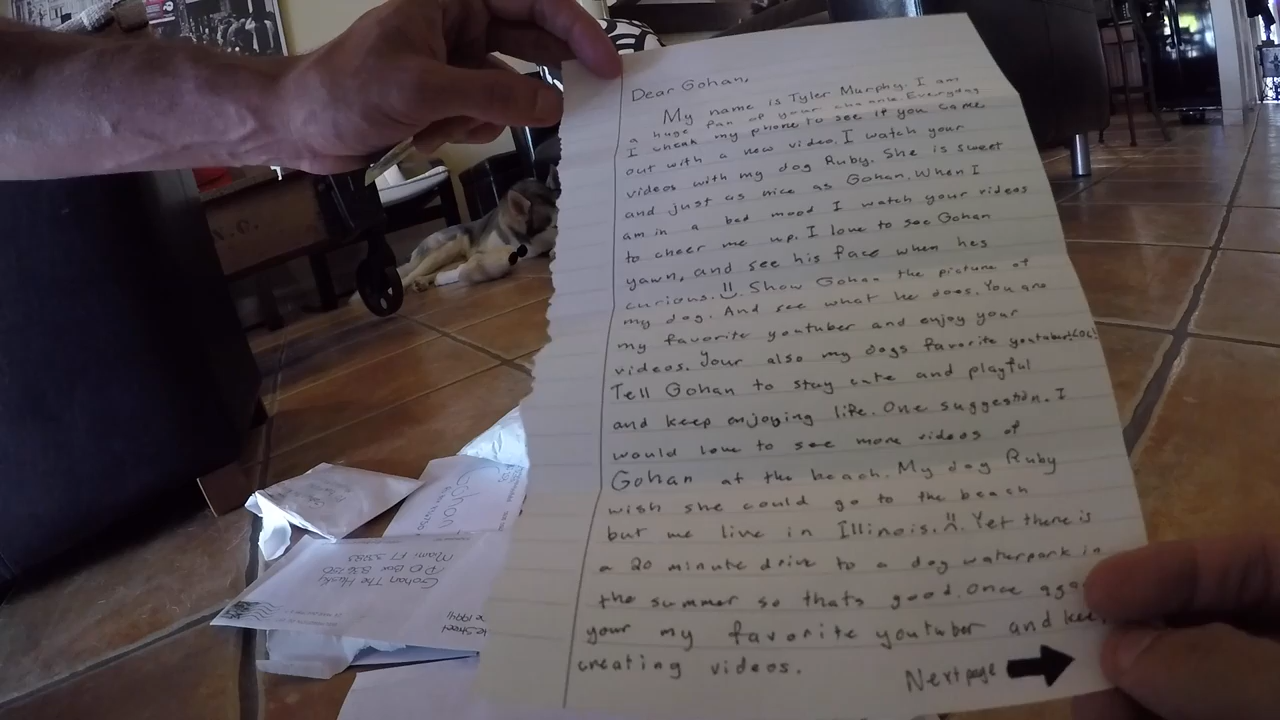 Dear Gohan,
My name is Tyler Murphy. I am
a huge fan of your channel. Everyday
I check my phone to see if you came
out with a new video. I watch your
videos with my dog Ruby. She is sweet
and just as nice as Gohan. When I
am in a bad mood I watch your videos
to cheer me up. I love to see Gohan
yawn, and see his face when hes
curious. Show Gohan the picture of
my dog. And see what he does. You are
my favorite youtuber and enjoy your
videos. Your also my dogs favorite youtuber! LOL!
Tell Gohan to stay cute and playful
and keep enjoying life. One suggestion. I
would love to see more videos of
Gohan at the beach. My dog Ruby
wish she could go to the beach
but we live in Illinois. Yet there is
a 20 minute drive to a dog waterpark in
the summer so thats good. Once aga
your my favorite youtuber and kee
creating videos.
Next page
N.C.
Gohan
Gohan The Husky
P O Box
Miami Fl